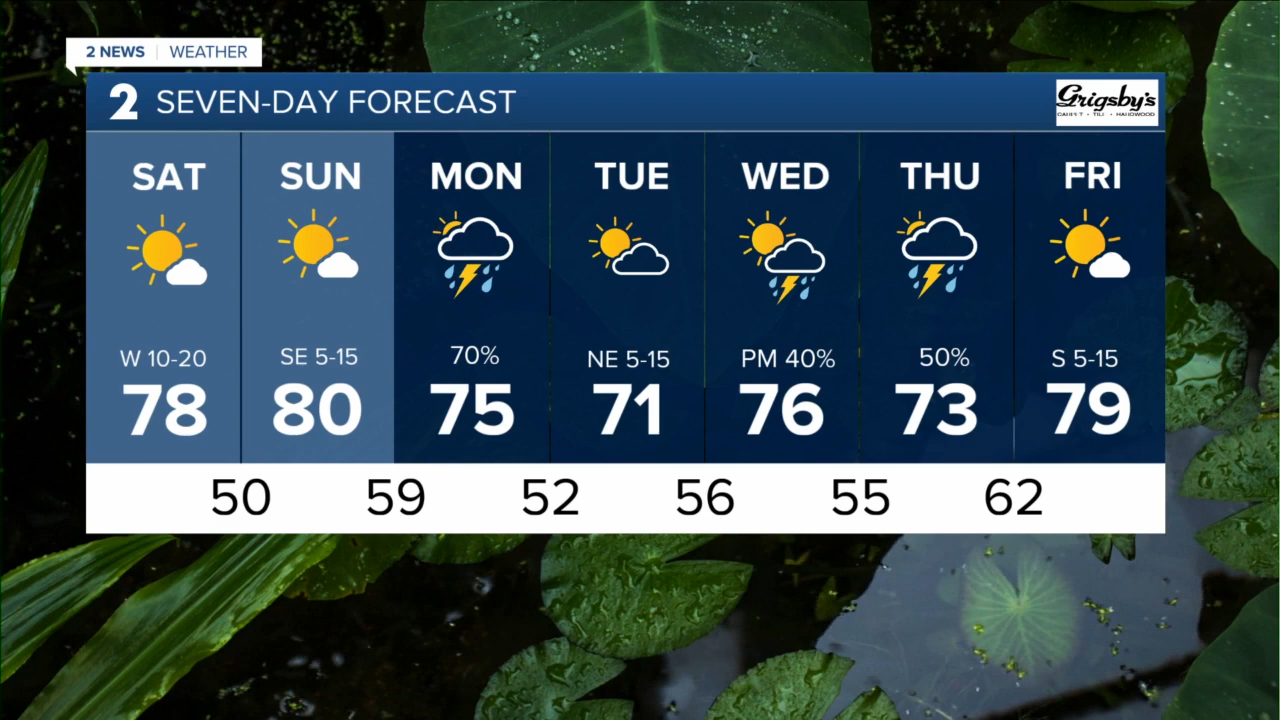 2 NEWS WEATHER
2 SEVEN-DAY FORECAST
Grigsby's
SAT SUN MON TUE WED THU FRI
W 10-20 SE 5-15 70% NE 5-15 PM 40% 50% S 5-15
78 80 75 71 76 73 79
50 59 52 56 55 62